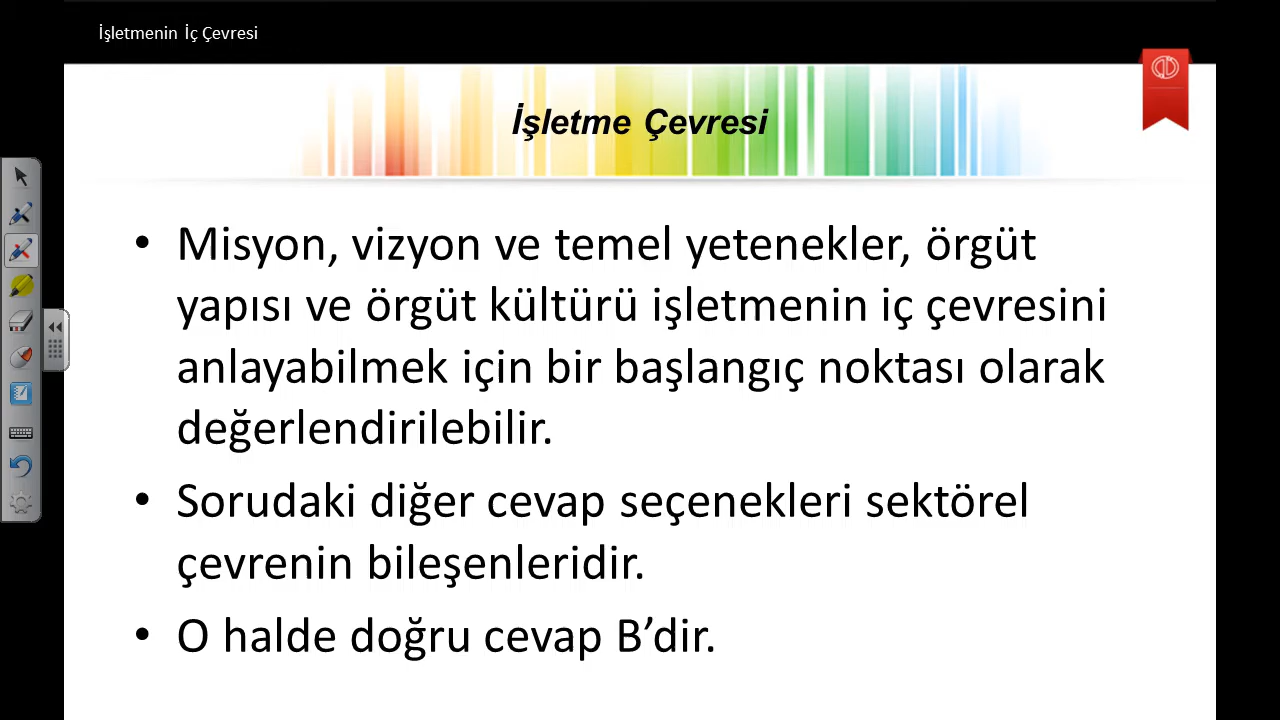 İşletmenin İç Çevresi
İşletme Çevresi
• Misyon, vizyon ve temel yetenekler, örgüt
yapısı ve örgüt kültürü işletmenin iç çevresini
anlayabilmek için bir başlangıç noktası olarak
değerlendirilebilir.
• Sorudaki diğer cevap seçenekleri sektörel
çevrenin bileşenleridir.
• O halde doğru cevap B’dir.